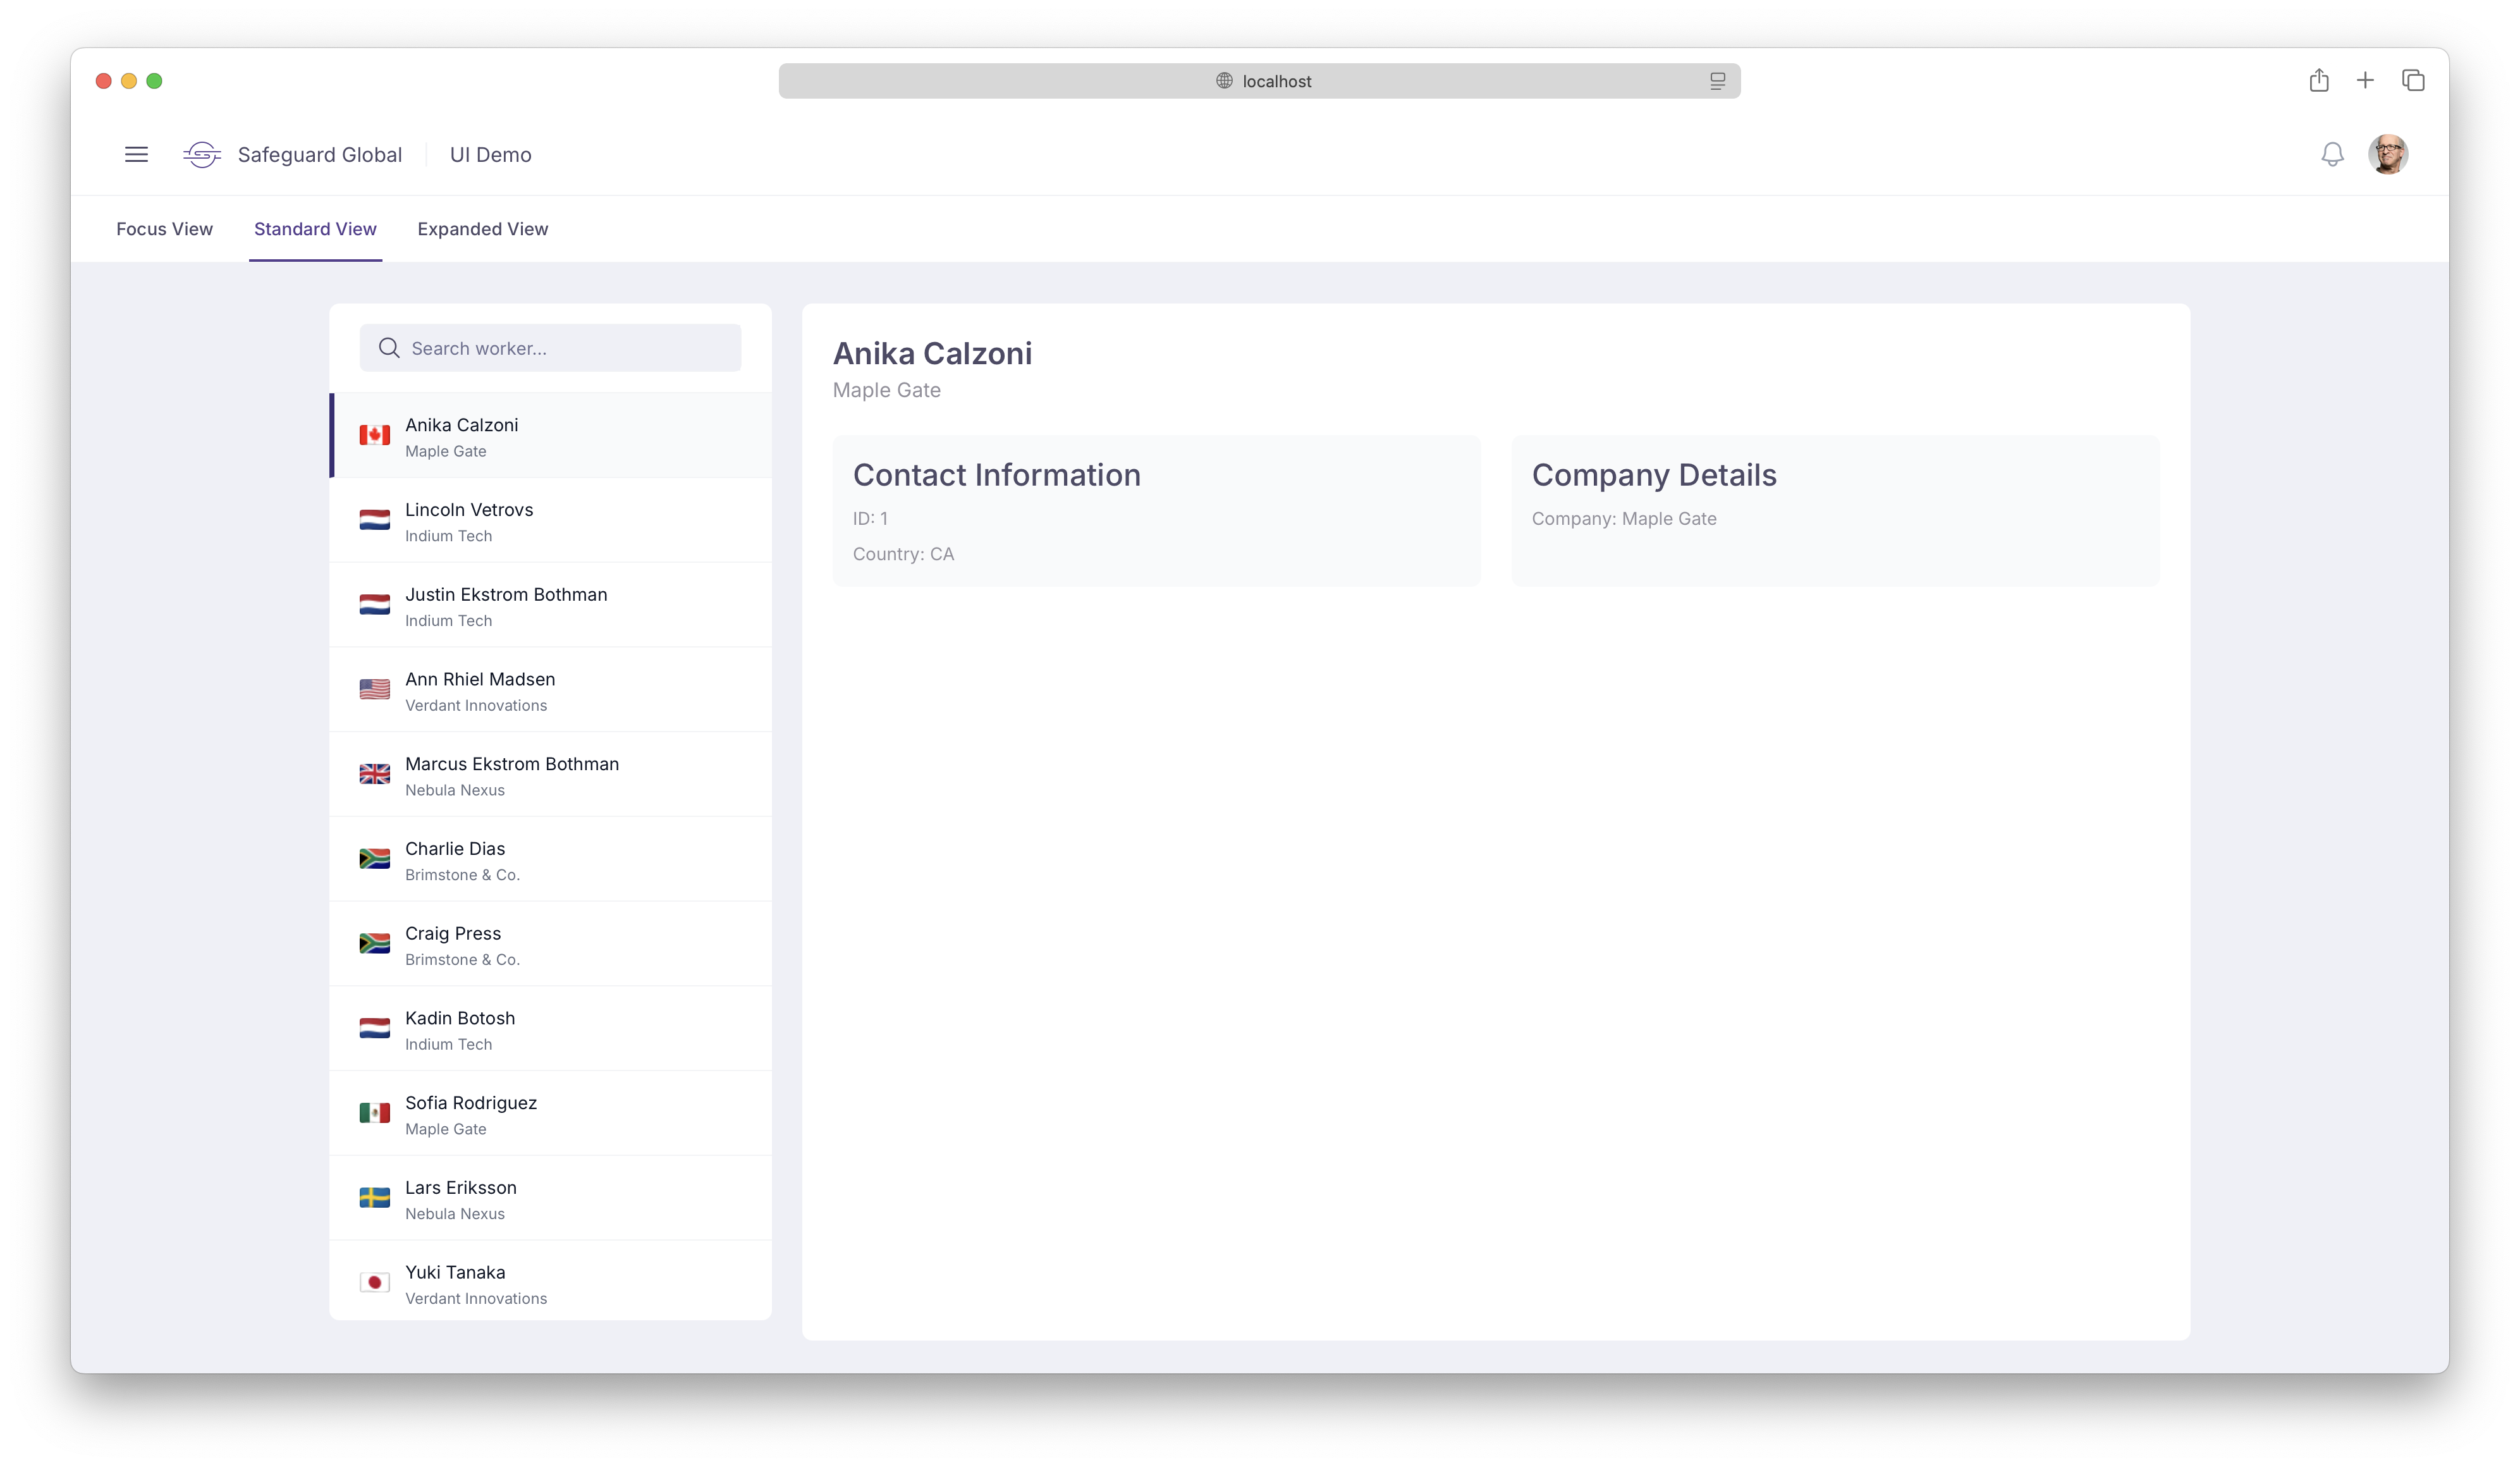 localhost
Safeguard Global
UI Demo
Focus View
Standard View
Expanded View
Search worker...
Anika Calzoni
Maple Gate
Lincoln Vetrovs
Indium Tech
Justin Ekstrom Bothman
Indium Tech
Ann Rhiel Madsen
Verdant Innovations
Marcus Ekstrom Bothman
Nebula Nexus
Charlie Dias
Brimstone & Co.
Craig Press
Brimstone & Co.
Kadin Botosh
Indium Tech
Sofia Rodriguez
Maple Gate
Lars Eriksson
Nebula Nexus
Yuki Tanaka
Verdant Innovations
Anika Calzoni
Maple Gate
Contact Information
ID: 1
Country: CA
Company Details
Company: Maple Gate